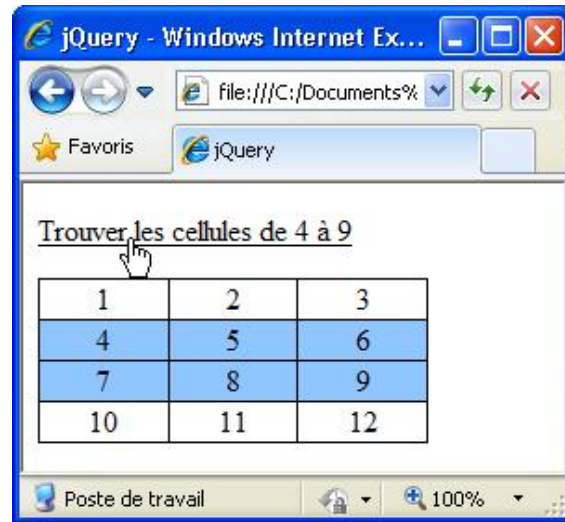 jQuery - Windows Internet Ex...
file:///C:/Documents%
Favoris jQuery
Trouver les cellules de 4 à 9
1 2 3
4 5 6
7 8 9
10 11 12
Poste de travail 100%